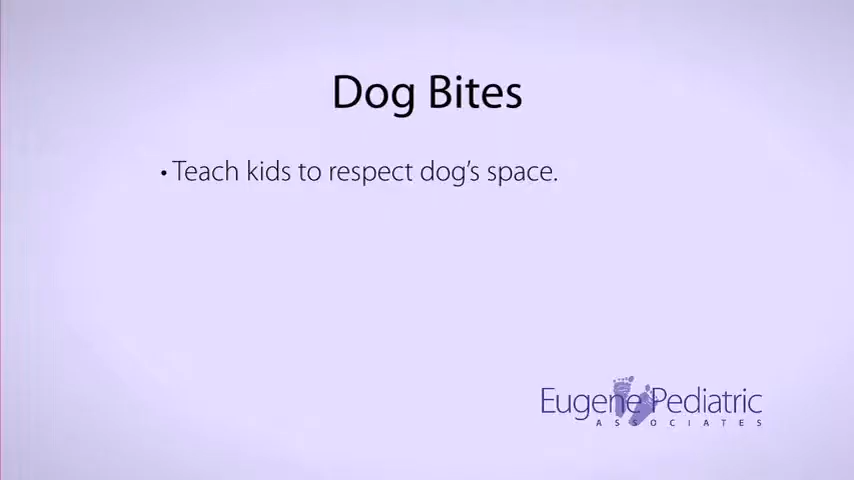 Dog Bites
• Teach kids to respect dog's space.
Eugene Pediatric
ASSOCIATES